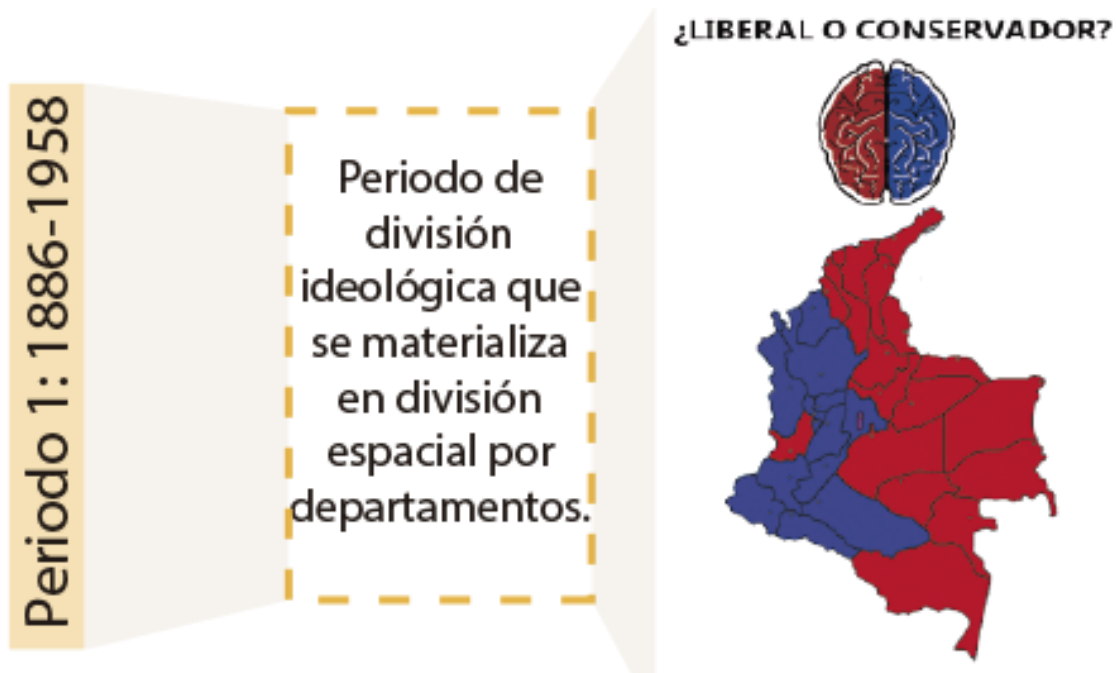 Periodo 1: 1886-1958
Periodo de
división
ideológica que
se materializa
en división
espacial por
departamentos.
¿LIBERAL O CONSERVADOR?